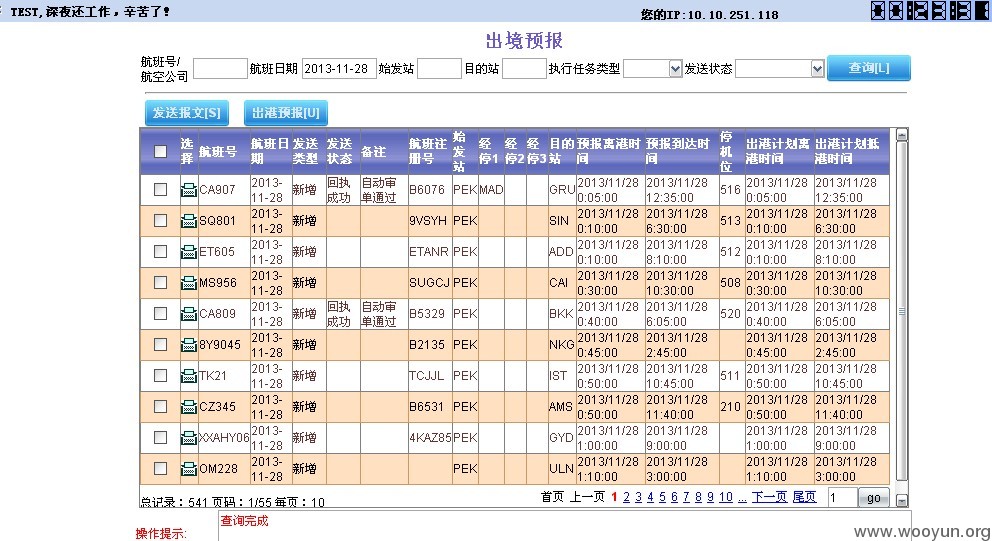 TEST,深夜还工作，辛苦了！ 您的IP:10.10.251.118
出境预报
航班号/航空公司 航班日期 2013-11-28 始发站 目的站 执行任务类型 发送状态 查询[L]
发送报文[S] 出港预报[U]
选择 航班号 航班日期 发送类型 发送状态 备注 航班注册号 始发站 经停1 经停2 经停3 目的站 预报离港时间 预报到达时间 停机位 出港计划离港时间 出港计划抵港时间
CA907 2013-11-28 新增 回执成功 自动审单通过 B6076 PEK MAD GRU 2013/11/28 0:05:00 2013/11/28 12:35:00 516 2013/11/28 0:05:00 2013/11/28 12:35:00
SQ801 2013-11-28 新增 9VSYH PEK SIN 2013/11/28 0:10:00 2013/11/28 6:30:00 513 2013/11/28 0:10:00 2013/11/28 6:30:00
ET605 2013-11-28 新增 ETANR PEK ADD 2013/11/28 0:10:00 2013/11/28 8:10:00 512 2013/11/28 0:10:00 2013/11/28 8:10:00
MS956 2013-11-28 新增 SUGCJ PEK CAI 2013/11/28 0:30:00 2013/11/28 10:30:00 508 2013/11/28 0:30:00 2013/11/28 10:30:00
CA809 2013-11-28 新增 回执成功 自动审单通过 B5329 PEK BKK 2013/11/28 0:40:00 2013/11/28 6:05:00 520 2013/11/28 0:40:00 2013/11/28 6:05:00
8Y9045 2013-11-28 新增 B2135 PEK NKG 2013/11/28 0:45:00 2013/11/28 2:45:00 2013/11/28 0:45:00 2013/11/28 2:45:00
TK21 2013-11-28 新增 TCJJL PEK IST 2013/11/28 0:50:00 2013/11/28 10:45:00 511 2013/11/28 0:50:00 2013/11/28 10:45:00
CZ345 2013-11-28 新增 B6531 PEK AMS 2013/11/28 0:50:00 2013/11/28 11:40:00 210 2013/11/28 0:50:00 2013/11/28 11:40:00
XXAHY06 2013-11-28 新增 4KAZ85 PEK GYD 2013/11/28 1:00:00 2013/11/28 9:00:00 2013/11/28 1:00:00 2013/11/28 9:00:00
OM228 2013-11-28 新增 PEK ULN 2013/11/28 1:10:00 2013/11/28 3:00:00 2013/11/28 1:10:00 2013/11/28 3:00:00
总记录：541 页码：1/55 每页：10 首页 上一页 1 2 3 4 5 6 7 8 9 10 ... 下一页 尾页 1 go
操作提示: 查询完成
www.wooyun.org